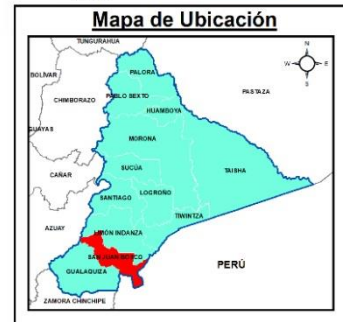 Mapa de Ubicación
TUNGURAHUA
N
W E
S
PALORA
BOLÍVAR
PABLO SEXTO
PASTAZA
CHIMBORAZO
HUAMBOYA
GUAYAS
MORONA
SUCÚA
TAISHA
CAÑAR
LOGROÑO
SANTIAGO
TIWINTZA
AZUAY
LIMÓN INDANZA
SAN JUAN BOSCO
PERÚ
GUALAQUIZA
ZAMORA CHINCHIPE